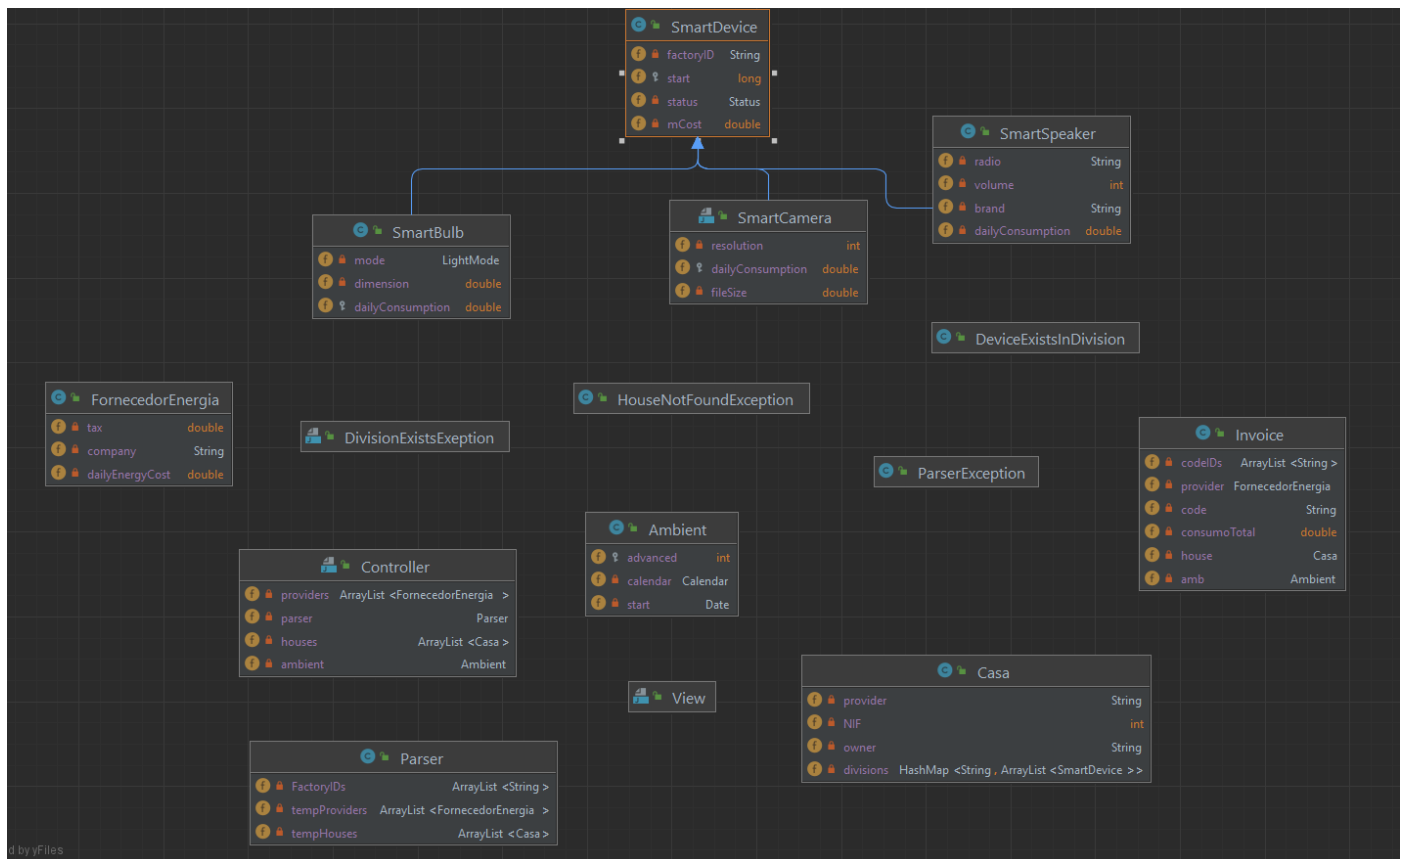 SmartDevice
factoryID String
start long
status Status
mCost double
SmartSpeaker
radio String
volume int
brand String
dailyConsumption double
SmartBulb
mode LightMode
dimension double
dailyConsumption double
SmartCamera
resolution int
dailyConsumption double
fileSize double
DeviceExistsInDivision
FornecedorEnergia
tax double
company String
dailyEnergyCost double
HouseNotFoundException
DivisionExistsExeption
ParserException
Invoice
codeIDs ArrayList <String >
provider FornecedorEnergia
code String
consumoTotal double
house Casa
amb Ambient
Ambient
advanced int
calendar Calendar
start Date
Controller
providers ArrayList <FornecedorEnergia >
parser Parser
houses ArrayList <Casa >
ambient Ambient
View
Casa
provider String
NIF int
owner String
divisions HashMap <String , ArrayList <SmartDevice >>
Parser
FactoryIDs ArrayList <String >
tempProviders ArrayList <FornecedorEnergia >
tempHouses ArrayList <Casa >
d by yFiles